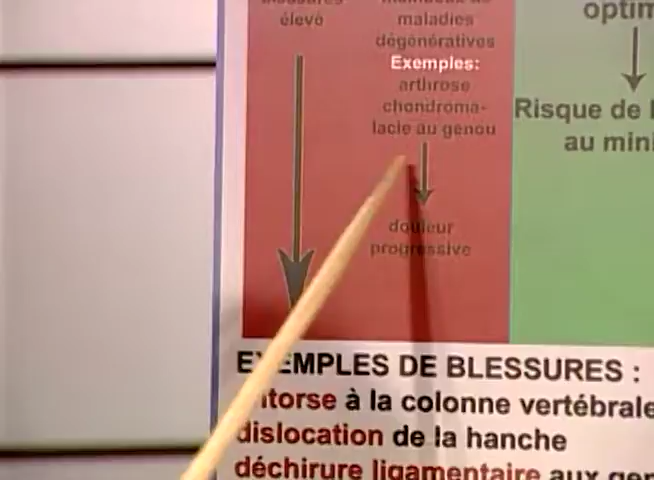 élevé
maladies
dégénératives
Exemples:
arthrose
chondroma-
lacie au genou
douleur
progressive
optim
Risque de
au mini
EXEMPLES DE BLESSURES :
entorse à la colonne vertébrale
dislocation de la hanche
déchirure ligamentaire aux gen